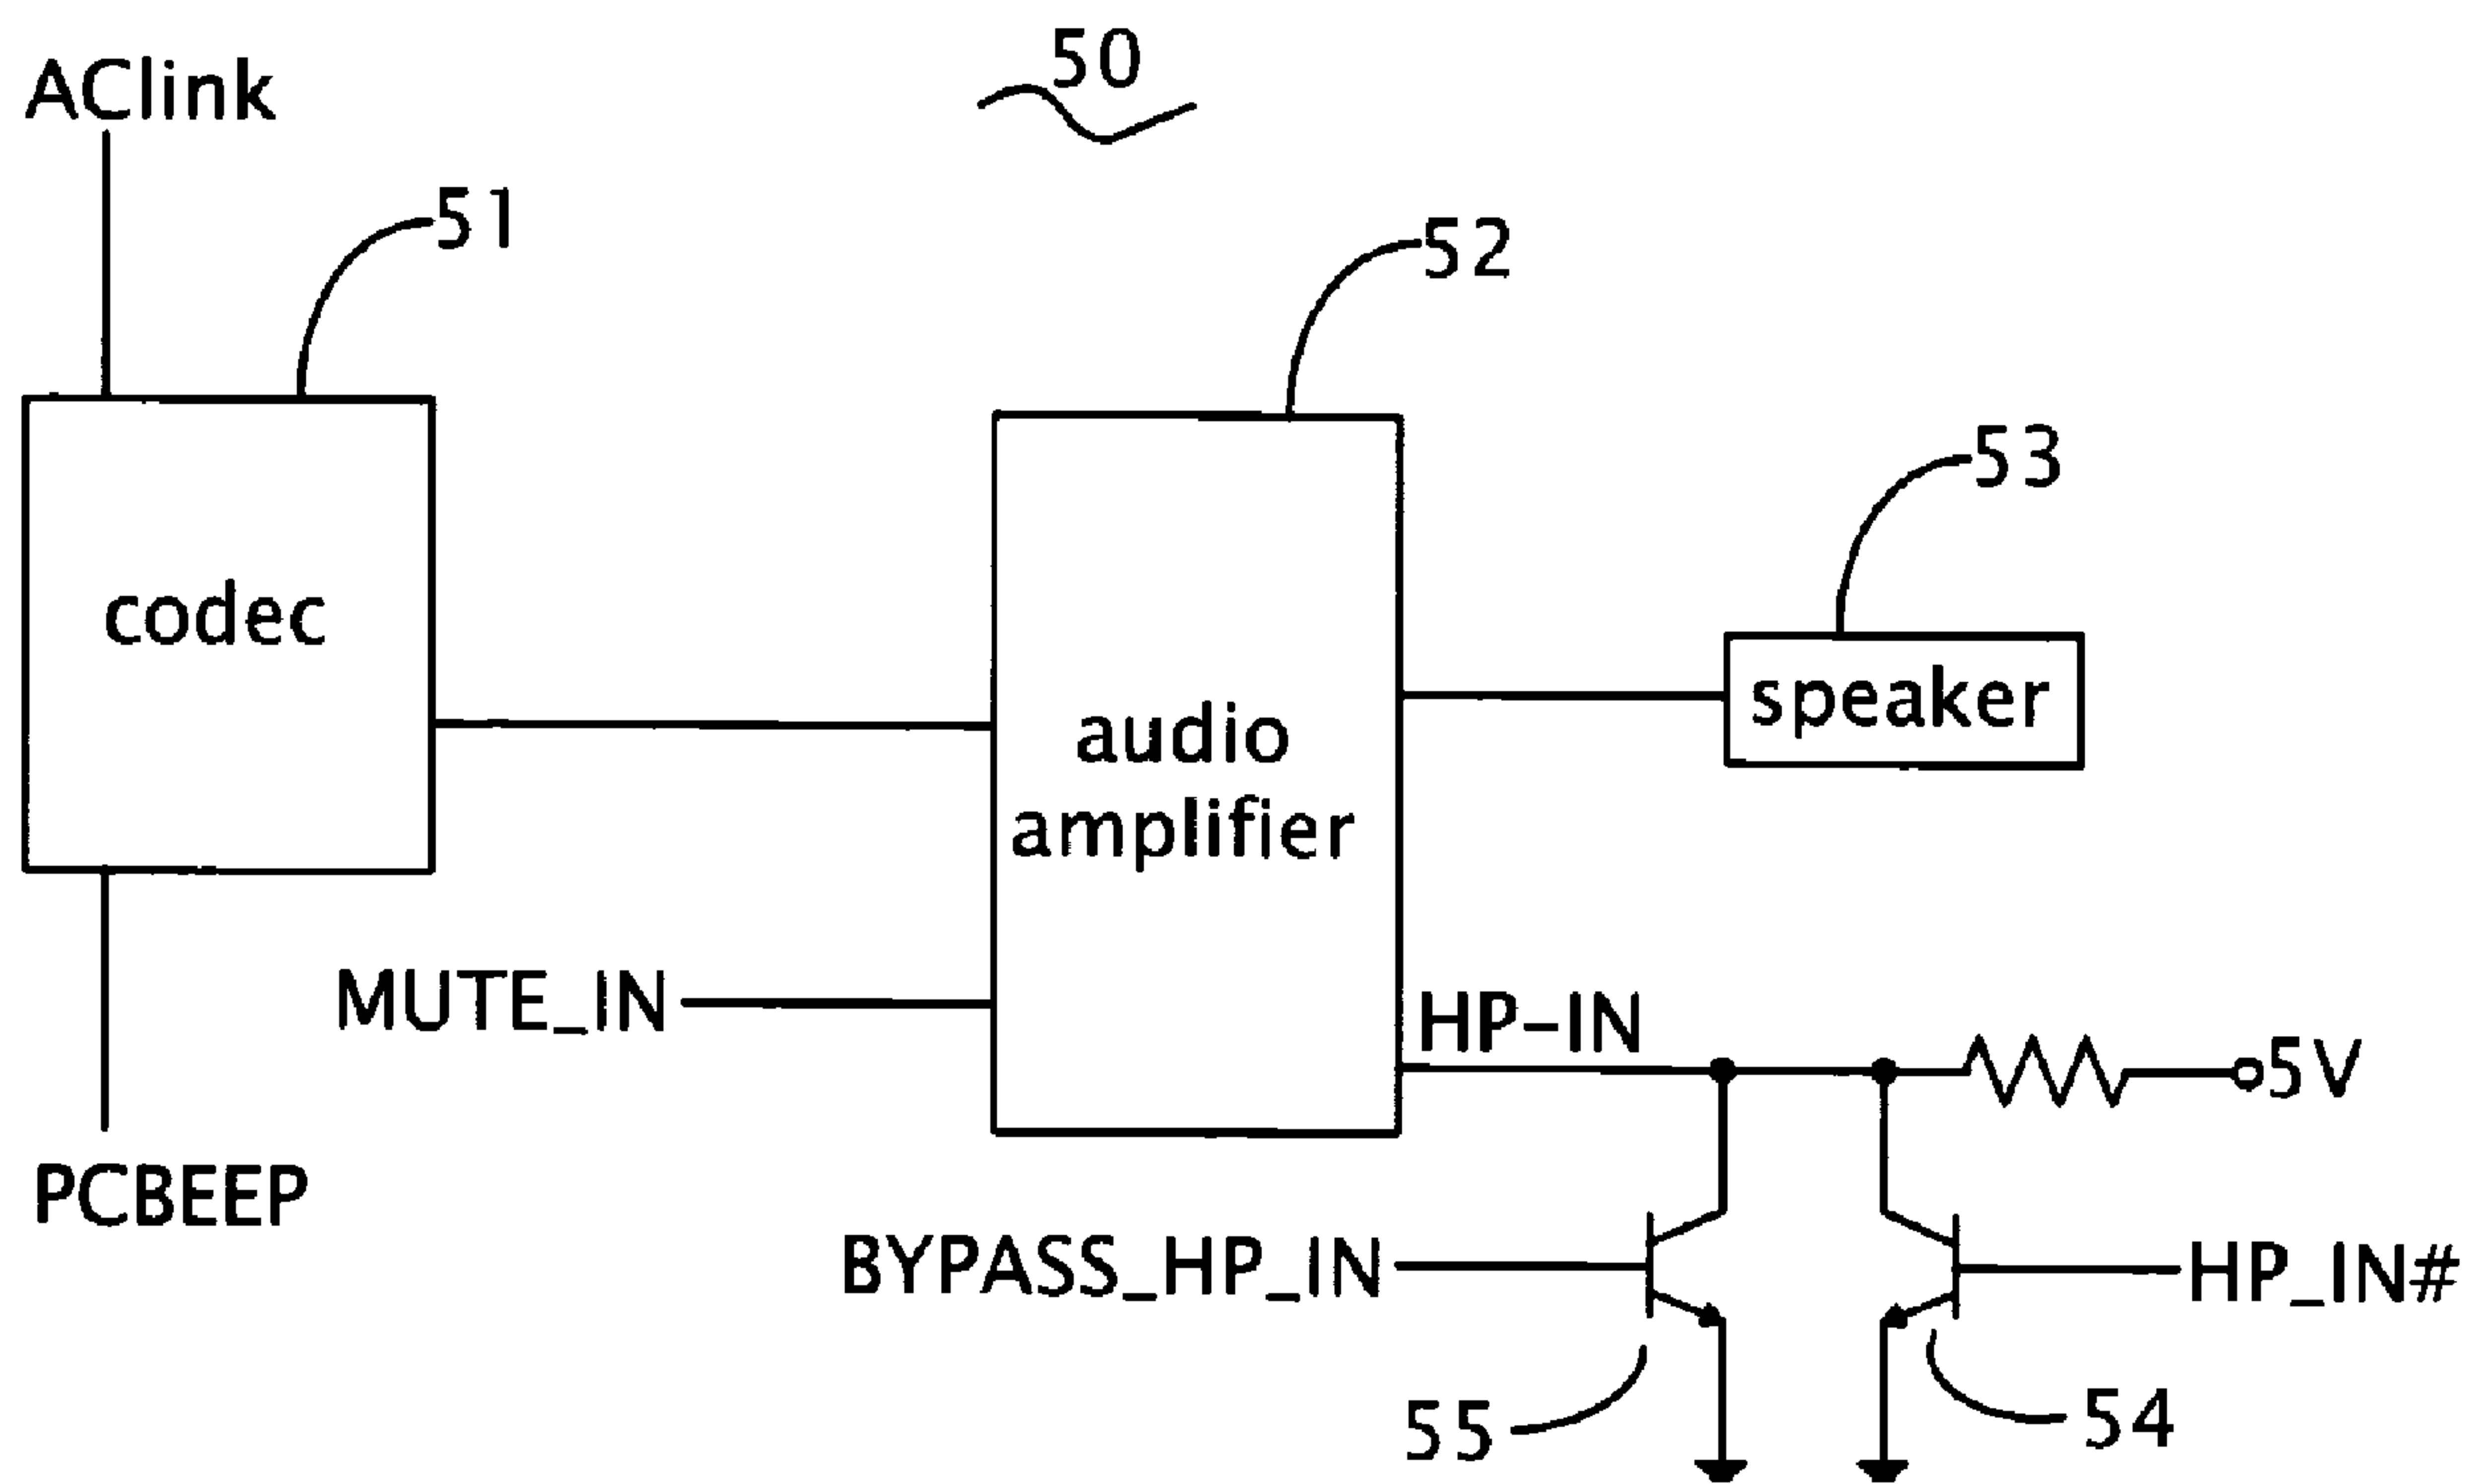 50
AClink
51
52
53
codec
speaker
audio
amplifier
MUTE_IN
HP-IN
5V
PCBEEP
BYPASS_HP_IN
HP_IN#
55
54